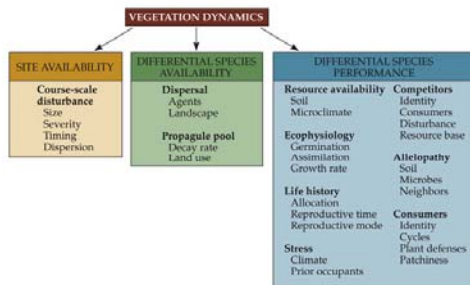 VEGETATION DYNAMICS
SITE AVAILABILITY
Course-scale
disturbance
Size
Severity
Timing
Dispersion
DIFFERENTIAL SPECIES
AVAILABILITY
Dispersal
Agents
Landscape
Propagule pool
Decay rate
Land use
DIFFERENTIAL SPECIES
PERFORMANCE
Resource availability
Soil
Microclimate
Ecophysiology
Germination
Assimilation
Growth rate
Life history
Allocation
Reproductive time
Reproductive mode
Stress
Climate
Prior occupants
Competitors
Identity
Consumers
Disturbance
Resource base
Allelopathy
Soil
Microbes
Neighbors
Consumers
Identity
Cycles
Plant defenses
Patchiness